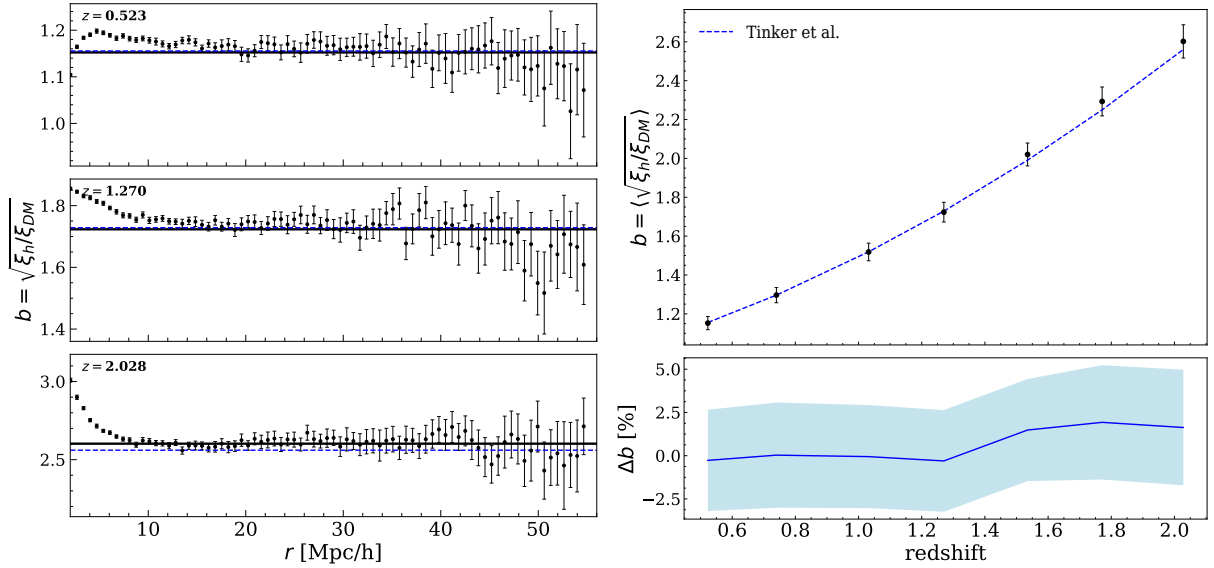 z = 0.523
1.2
1.1
1.0
z = 1.270
1.8
1.7
1.6
1.4
b = √ξh/ξDM
z = 2.028
3.0
2.5
10 20 30 40 50
r [Mpc/h]
Tinker et al.
2.6
2.4
2.2
2.0
1.8
1.6
1.4
1.2
b = ⟨√ξh/ξDM⟩
5.0
2.5
0.0
−2.5
Δb [%]
0.6 0.8 1.0 1.2 1.4 1.6 1.8 2.0
redshift